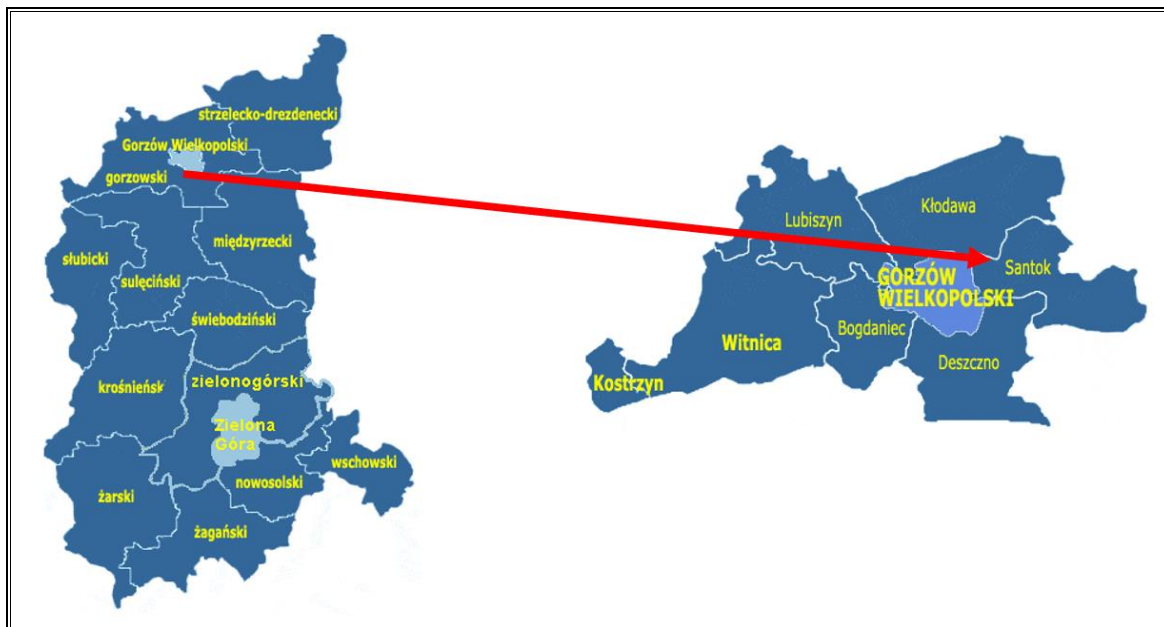 strzelecko-drezdenecki
Gorzów Wielkopolski
gorzowski
międzyrzecki
słubicki
sulęciński
świebodziński
zielonogórski
krośnieńsk
Zielona
Góra
wschowski
nowosolski
żarski
żagański
Lubiszyn
Kłodawa
Santok
GORZÓW
WIELKOPOLSKI
Bogdaniec
Witnica
Deszczno
Kostrzyn